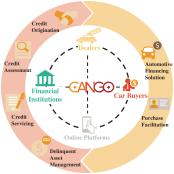 Credit
Origination
Dealers
Credit
Assessment
Automotive
Financing
Solution
CANGO
Financial
Institutions
Car Buyers
Credit
Servicing
Purchase
Facilitation
Online Platforms
Delinquent
Asset
Management